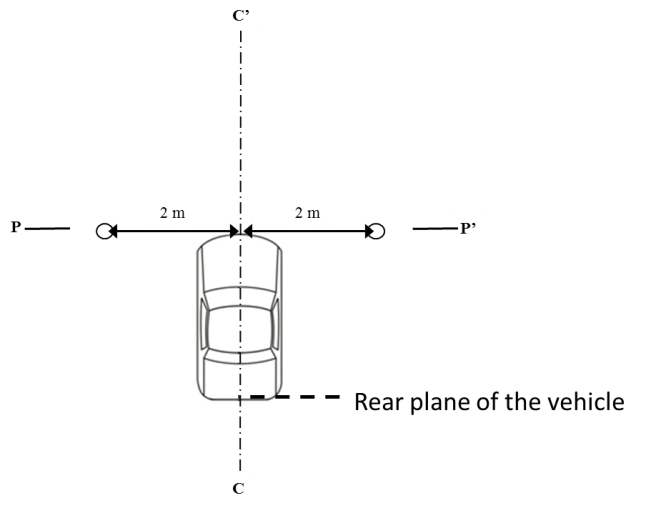 C’
2 m
2 m
P
P’
Rear plane of the vehicle
C